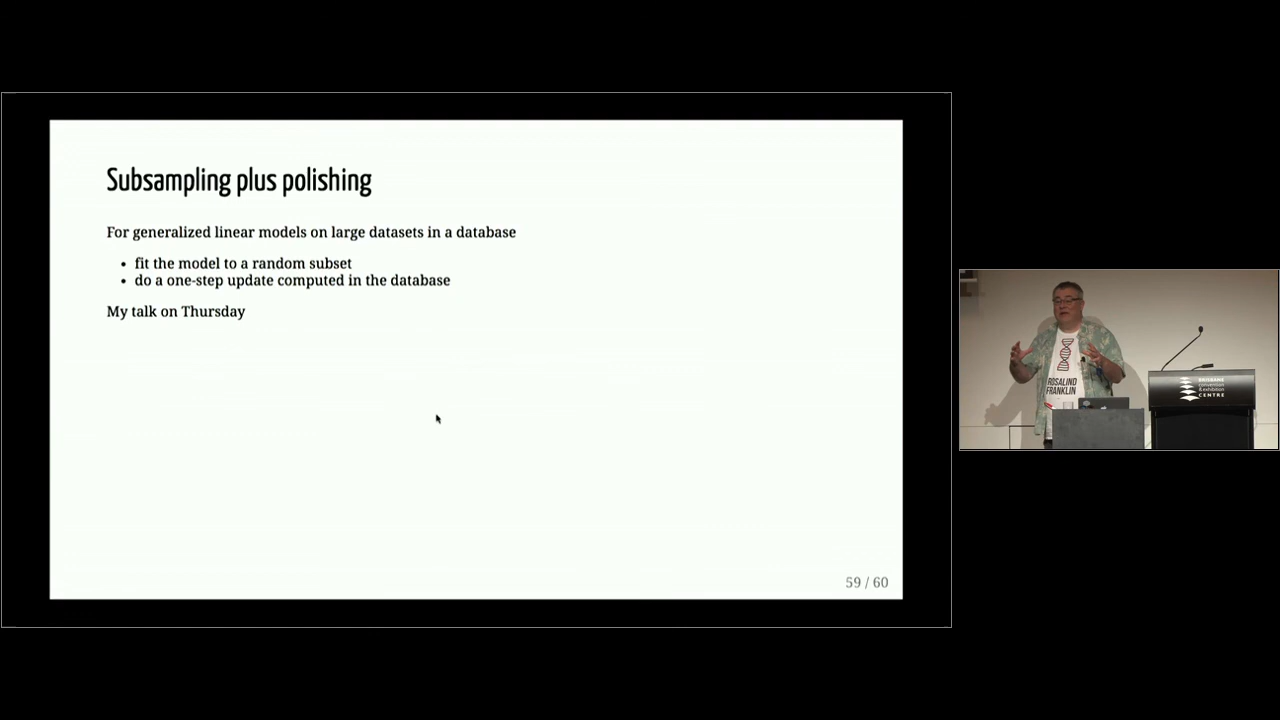 Subsampling plus polishing
For generalized linear models on large datasets in a database
• fit the model to a random subset
• do a one-step update computed in the database
My talk on Thursday
59 / 60
ROSALIND
FRANKLIN
BRISBANE
convention
& exhibition
CENTRE